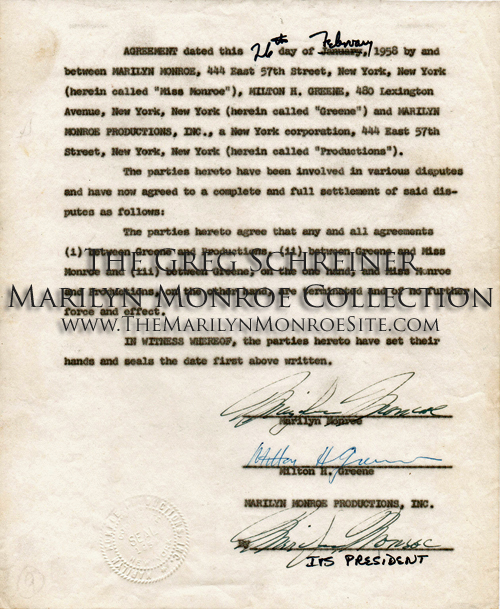 AGREEMENT dated this 26th day of January, February, 1958 by and
between MARILYN MONROE, 444 East 57th Street, New York, New York
(herein called "Miss Monroe"), MILTON H. GREENE, 480 Lexington
Avenue, New York, New York (herein called "Greene") and MARILYN
MONROE PRODUCTIONS, INC., a New York corporation, 444 East 57th
Street, New York, New York (herein called "Productions").
The parties hereto have been involved in various disputes
and have now agreed to a complete and full settlement of said dis-
putes as follows:
The parties hereto agree that any and all agreements
(i) between Greene and Productions, (ii) between Greene and Miss
The Greg Schreiner
Monroe and (iii) between Greene, on the one hand, and Miss Monroe
Marilyn Monroe Collection
and Productions, on the other hand, are terminated and of no further
force and effect.
www.TheMarilynMonroeSite.com
IN WITNESS WHEREOF, the parties hereto have set their
hands and seals the date first above written.
Marilyn Monroe
Marilyn Monroe
Milton H Greene
Milton H. Greene
MARILYN MONROE PRODUCTIONS, INC.
By Marilyn Monroe
ITS PRESIDENT